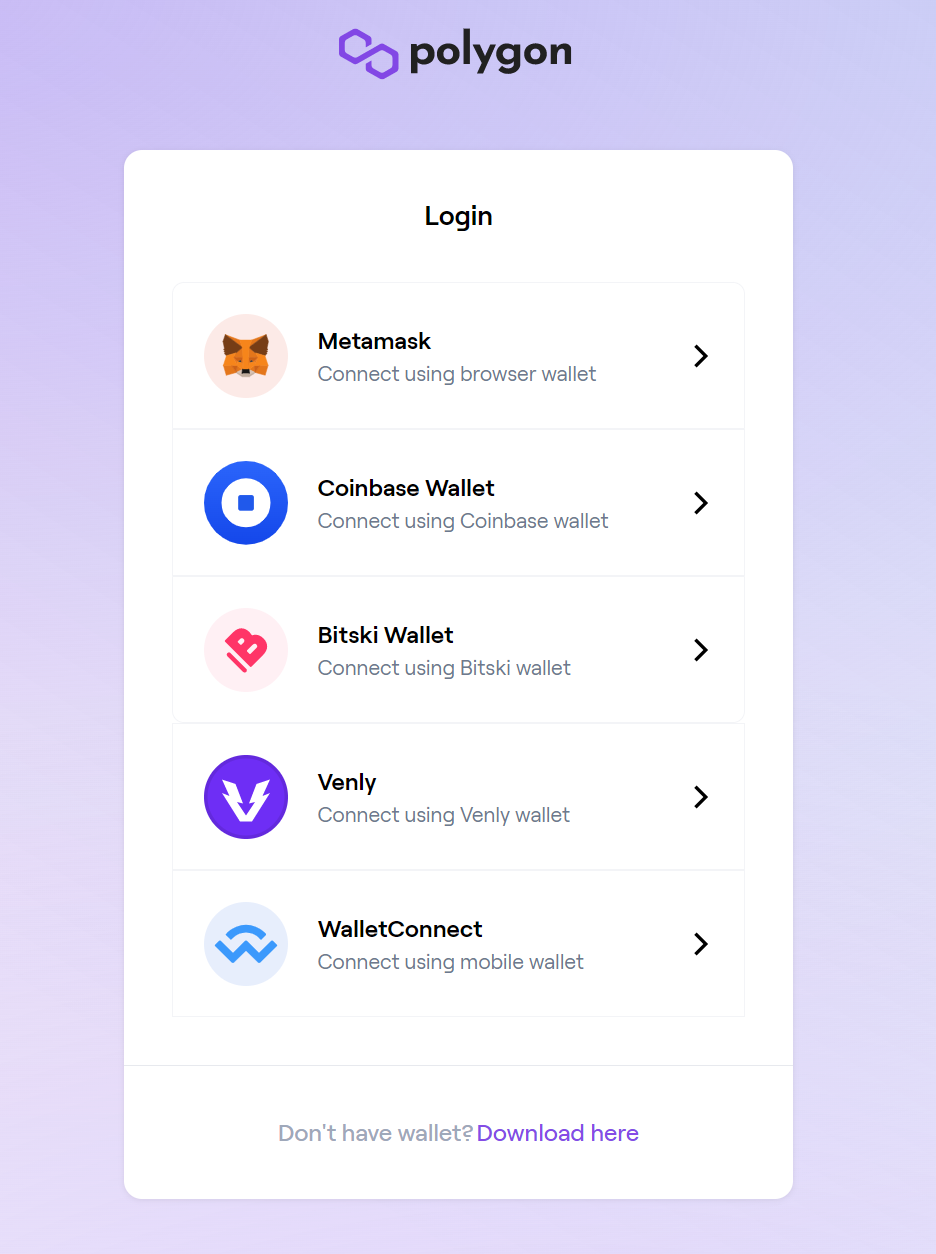 polygon
Login
Metamask
Connect using browser wallet
Coinbase Wallet
Connect using Coinbase wallet
Bitski Wallet
Connect using Bitski wallet
Venly
Connect using Venly wallet
WalletConnect
Connect using mobile wallet
Don't have wallet? Download here